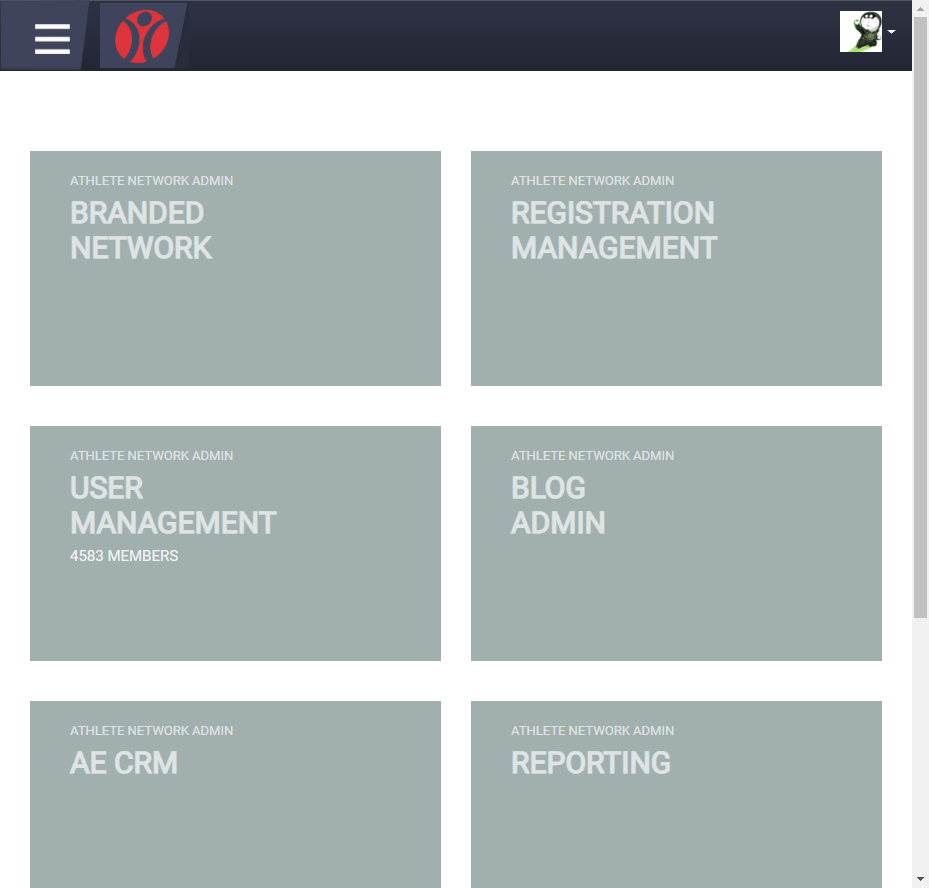 ATHLETE NETWORK ADMIN
BRANDED
NETWORK
ATHLETE NETWORK ADMIN
REGISTRATION
MANAGEMENT
ATHLETE NETWORK ADMIN
USER
MANAGEMENT
4583 MEMBERS
ATHLETE NETWORK ADMIN
BLOG
ADMIN
ATHLETE NETWORK ADMIN
AE CRM
ATHLETE NETWORK ADMIN
REPORTING